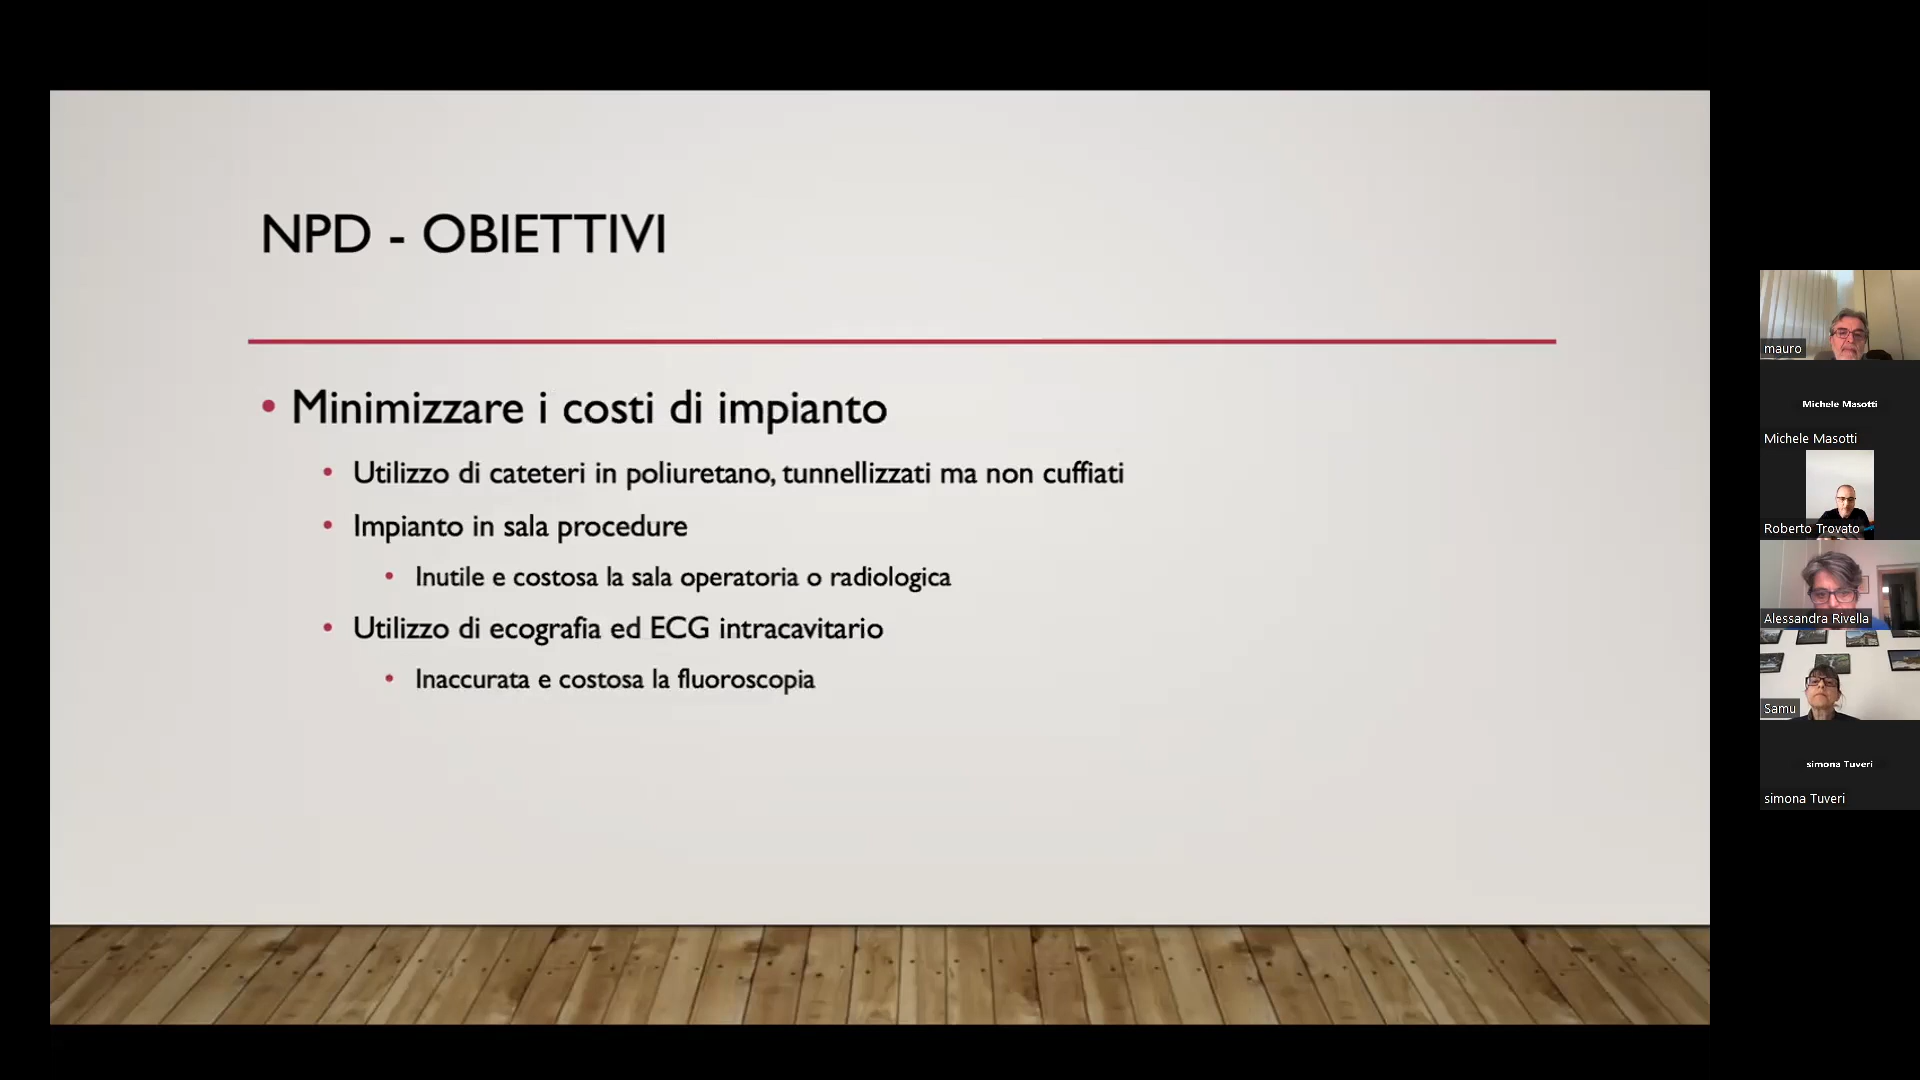 NPD - OBIETTIVI
• Minimizzare i costi di impianto
• Utilizzo di cateteri in poliuretano, tunnellizzati ma non cuffiati
• Impianto in sala procedure
• Inutile e costosa la sala operatoria o radiologica
• Utilizzo di ecografia ed ECG intracavitario
• Inaccurata e costosa la fluoroscopia
mauro
Michele Masotti
Michele Masotti
Roberto Trovato
Alessandra Rivella
Samu
simona Tuveri
simona Tuveri